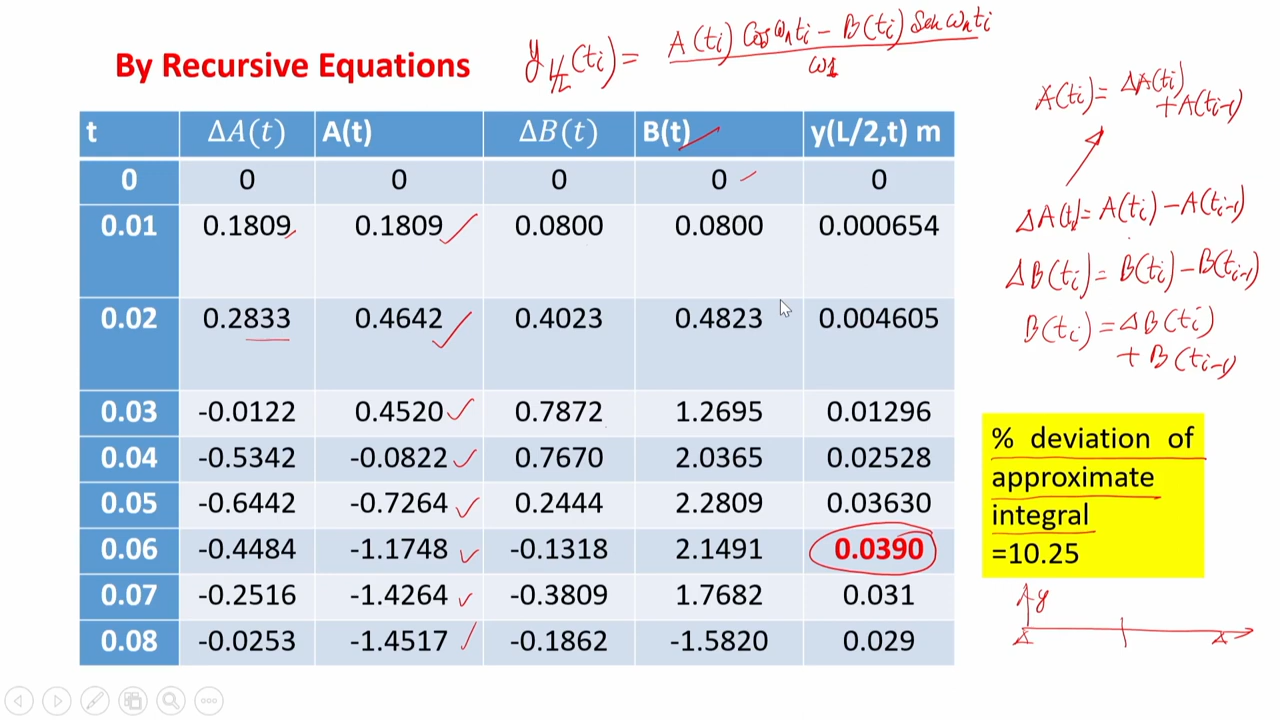 By Recursive Equations
y_{L/2}(ti) = A(ti) Cos ωnti − B(ti) Sen ωnti
ω1
t ΔA(t) A(t) ΔB(t) B(t) y(L/2,t) m
0 0 0 0 0 0
0.01 0.1809 0.1809 0.0800 0.0800 0.000654
0.02 0.2833 0.4642 0.4023 0.4823 0.004605
0.03 -0.0122 0.4520 0.7872 1.2695 0.01296
0.04 -0.5342 -0.0822 0.7670 2.0365 0.02528
0.05 -0.6442 -0.7264 0.2444 2.2809 0.03630
0.06 -0.4484 -1.1748 -0.1318 2.1491 0.0390
0.07 -0.2516 -1.4264 -0.3809 1.7682 0.031
0.08 -0.0253 -1.4517 -0.1862 -1.5820 0.029
A(ti) = ΔA(ti)
+ A(ti-1)
ΔA(ti) = A(ti) − A(ti-1)
ΔB(ti) = B(ti) − B(ti-1)
B(ti) = ΔB(ti)
+ B(ti-1)
% deviation of
approximate
integral
=10.25
y